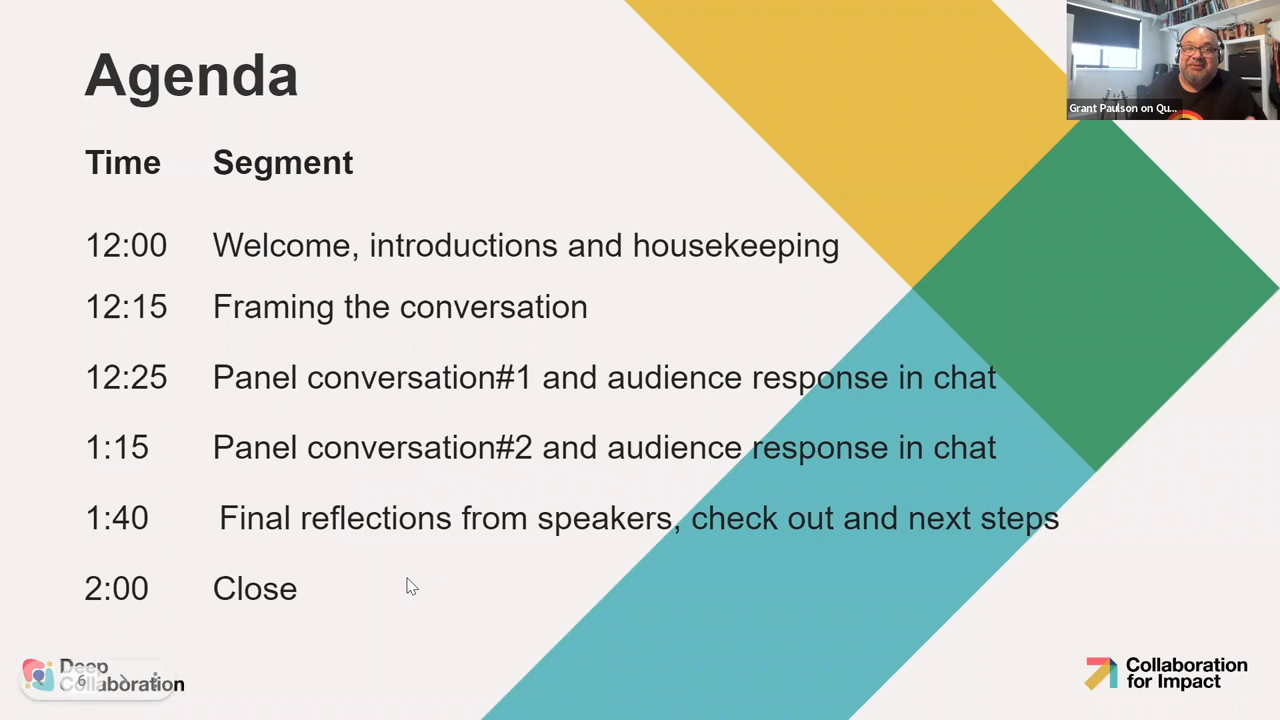 Agenda
Grant Paulson on Qu...
Time Segment
12:00 Welcome, introductions and housekeeping
12:15 Framing the conversation
12:25 Panel conversation#1 and audience response in chat
1:15 Panel conversation#2 and audience response in chat
1:40 Final reflections from speakers, check out and next steps
2:00 Close
Deep
Collaboration
6
Collaboration
for Impact